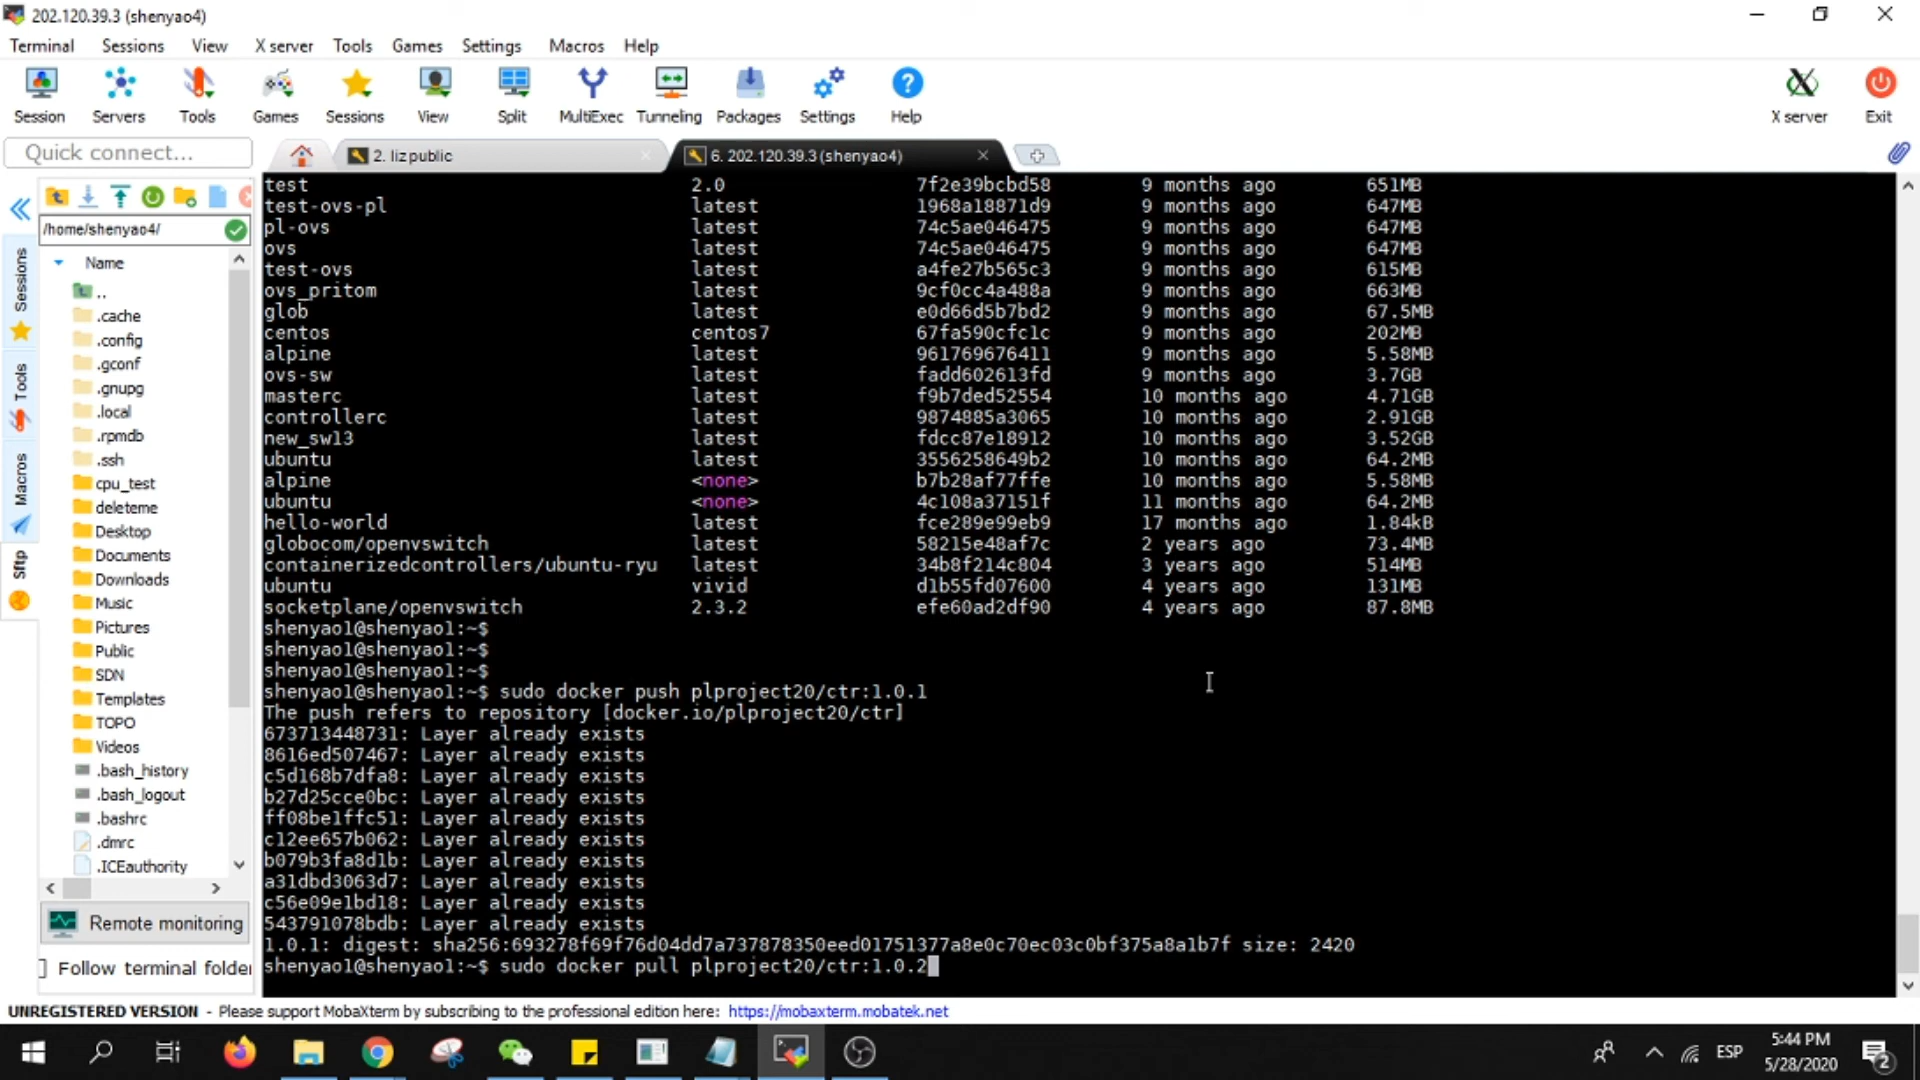 202.120.39.3 (shenyao4)
Terminal Sessions View X server Tools Games Settings Macros Help
Session Servers Tools Games Sessions View Split MultiExec Tunneling Packages Settings Help X server Exit
Quick connect...
2. lizpublic
6. 202.120.39.3 (shenyao4)
/home/shenyao4/
Name
..
.cache
.config
.gconf
.gnupg
.local
.rpmdb
.ssh
cpu_test
deleteme
Desktop
Documents
Downloads
Music
Pictures
Public
SDN
Templates
TOPO
Videos
.bash_history
.bash_logout
.bashrc
.dmrc
.ICEauthority
Sessions
Tools
Macros
Sftp
Remote monitoring
Follow terminal folder
test 2.0 7f2e39bcbd58 9 months ago 651MB
test-ovs-pl latest 1968a18871d9 9 months ago 647MB
pl-ovs latest 74c5ae046475 9 months ago 647MB
ovs latest 74c5ae046475 9 months ago 647MB
test-ovs latest a4fe27b565c3 9 months ago 615MB
ovs_pritom latest 9cf0cc4a488a 9 months ago 663MB
glob latest e0d66d5b7bd2 9 months ago 67.5MB
centos centos7 67fa590cfc1c 9 months ago 202MB
alpine latest 961769676411 9 months ago 5.58MB
ovs-sw latest fadd602613fd 9 months ago 3.7GB
masterc latest f9b7ded52554 10 months ago 4.71GB
controllerc latest 9874885a3065 10 months ago 2.91GB
new_sw13 latest fdcc87e18912 10 months ago 3.52GB
ubuntu latest 3556258649b2 10 months ago 64.2MB
alpine <none> b7b28af77ffe 10 months ago 5.58MB
ubuntu <none> 4c108a37151f 11 months ago 64.2MB
hello-world latest fce289e99eb9 17 months ago 1.84kB
globocom/openvswitch latest 58215e48af7c 2 years ago 73.4MB
containerizedcontrollers/ubuntu-ryu latest 34b8f214c804 3 years ago 514MB
ubuntu vivid d1b55fd07600 4 years ago 131MB
socketplane/openvswitch 2.3.2 efe60ad2df90 4 years ago 87.8MB
shenyao1@shenyao1:~$
shenyao1@shenyao1:~$
shenyao1@shenyao1:~$
shenyao1@shenyao1:~$ sudo docker push plproject20/ctr:1.0.1
The push refers to repository [docker.io/plproject20/ctr]
673713448731: Layer already exists
8616ed507467: Layer already exists
c5d168b7dfa8: Layer already exists
b27d25cce0bc: Layer already exists
ff08be1ffc51: Layer already exists
c12ee657b062: Layer already exists
b079b3fa8d1b: Layer already exists
a31dbd3063d7: Layer already exists
c56e09e1bd18: Layer already exists
543791078bdb: Layer already exists
1.0.1: digest: sha256:693278f69f76d04dd7a737878350eed01751377a8e0c70ec03c0bf375a8a1b7f size: 2420
shenyao1@shenyao1:~$ sudo docker pull plproject20/ctr:1.0.2
UNREGISTERED VERSION - Please support MobaXterm by subscribing to the professional edition here: https://mobaxterm.mobatek.net
ESP
5:44 PM
5/28/2020
2